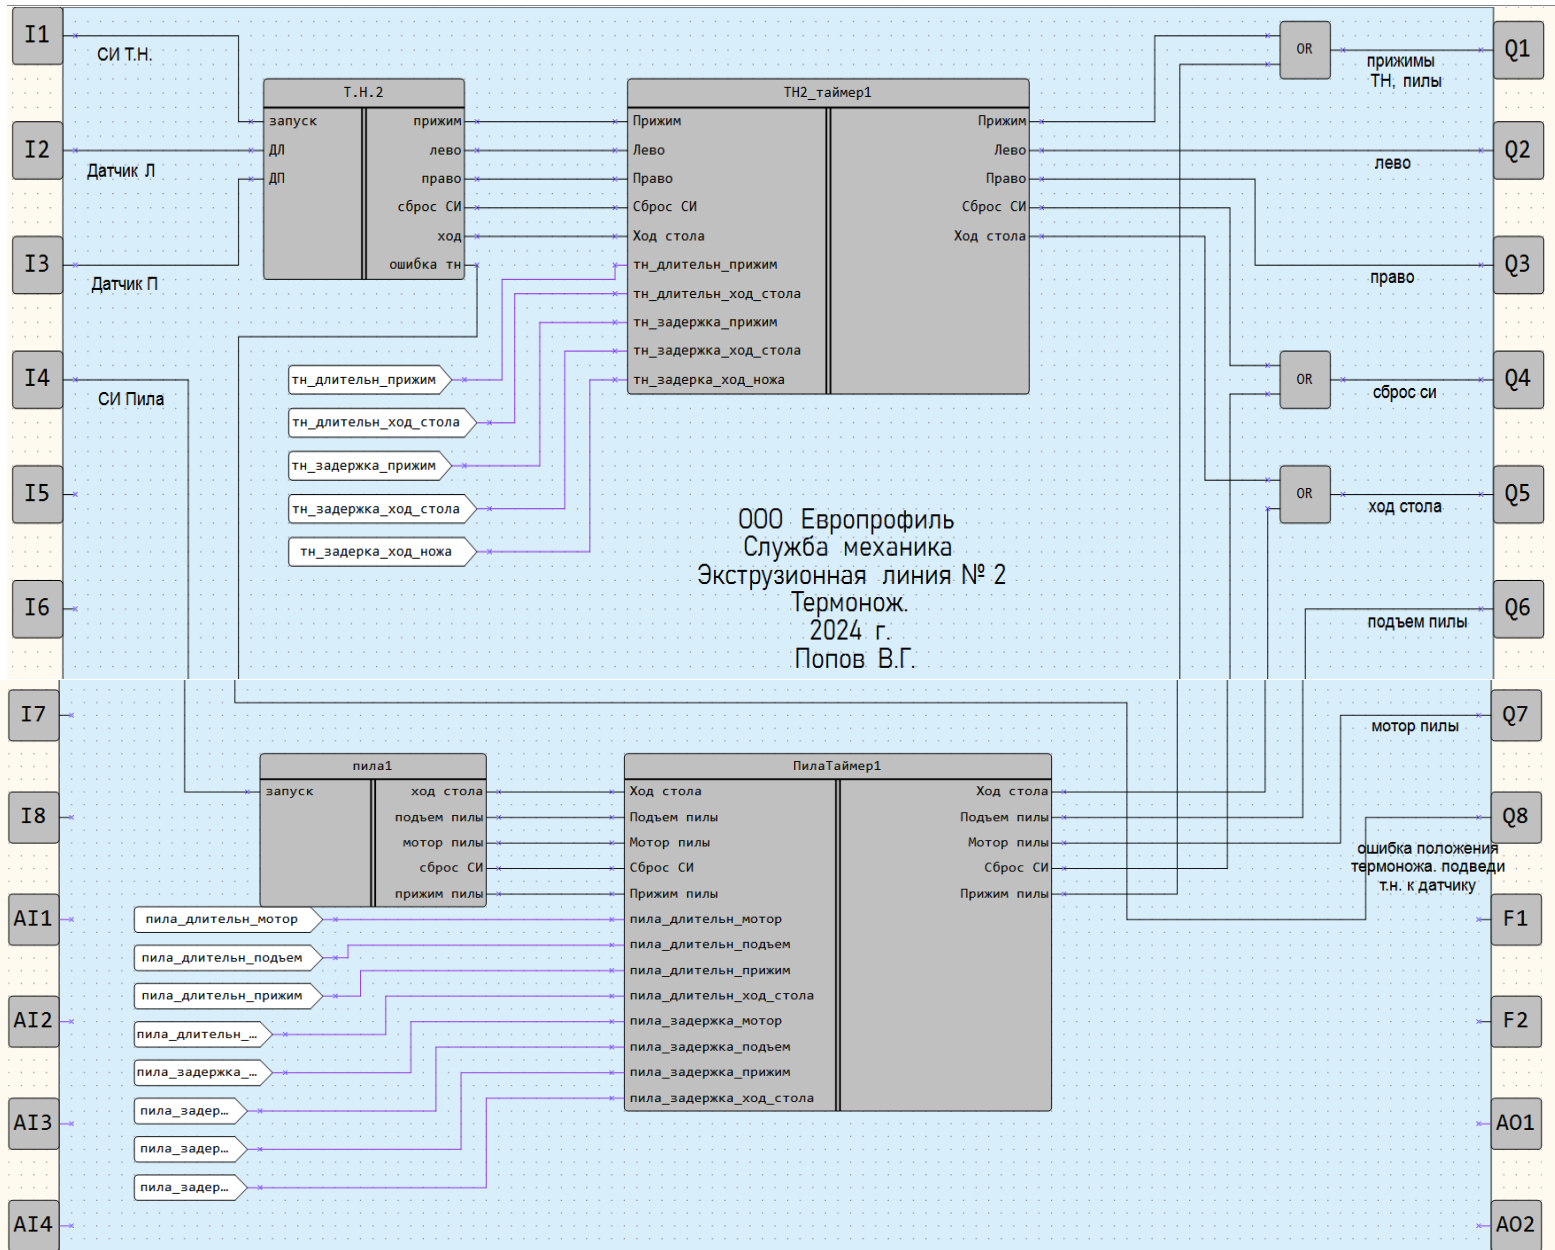 I1
СИ Т.Н.
I2
Датчик Л
I3
Датчик П
I4
СИ Пила
I5
I6
Т.Н.2
запуск
ДЛ
ДП
прижим
лево
право
сброс СИ
ход
ошибка тн
ТН2_таймер1
Прижим
Лево
Право
Сброс СИ
Ход стола
тн_длительн_прижим
тн_длительн_ход_стола
тн_задержка_прижим
тн_задержка_ход_стола
тн_задерка_ход_ножа
Прижим
Лево
Право
Сброс СИ
Ход стола
тн_длительн_прижим
тн_длительн_ход_стола
тн_задержка_прижим
тн_задержка_ход_стола
тн_задерка_ход_ножа
ООО Европрофиль
Служба механика
Экструзионная линия № 2
Термонож.
2024 г.
Попов В.Г.
OR
OR
OR
Q1
прижимы
ТН, пилы
Q2
лево
Q3
право
Q4
сброс си
Q5
ход стола
Q6
подъем пилы
I7
I8
AI1
AI2
AI3
AI4
пила1
запуск
ход стола
подъем пилы
мотор пилы
сброс СИ
прижим пилы
ПилаТаймер1
Ход стола
Подъем пилы
Мотор пилы
Сброс СИ
Прижим пилы
пила_длительн_мотор
пила_длительн_подъем
пила_длительн_прижим
пила_длительн_ход_стола
пила_задержка_мотор
пила_задержка_подъем
пила_задержка_прижим
пила_задержка_ход_стола
Ход стола
Подъем пилы
Мотор пилы
Сброс СИ
Прижим пилы
пила_длительн_мотор
пила_длительн_подъем
пила_длительн_прижим
пила_длительн_…
пила_задержка_…
пила_задер…
пила_задер…
пила_задер…
Q7
мотор пилы
Q8
ошибка положения
термоножа. подведи
т.н. к датчику
F1
F2
AO1
AO2